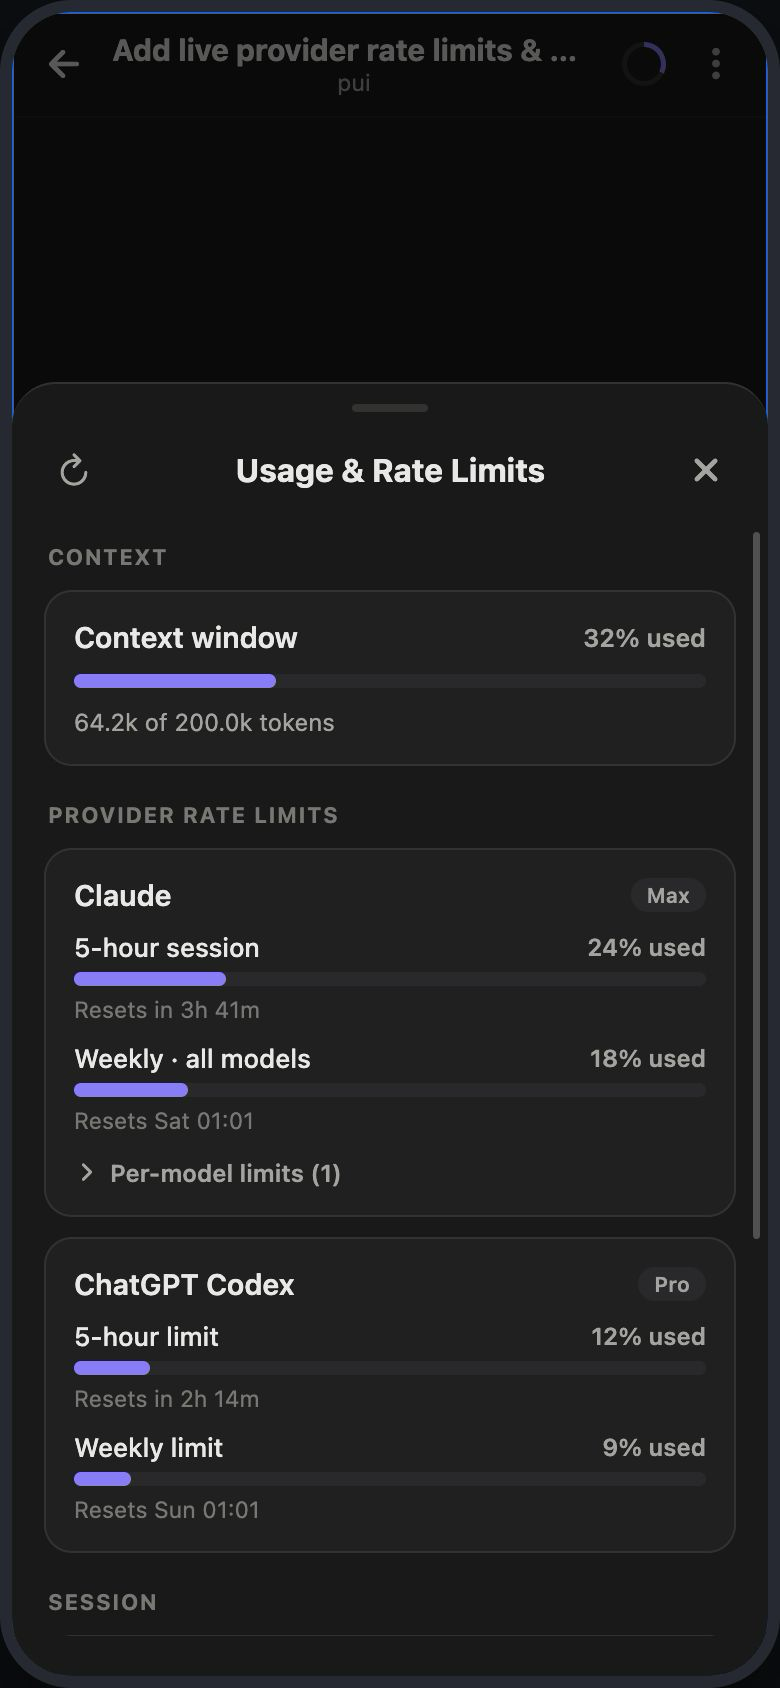 Add live provider rate limits & ...
pui
Usage & Rate Limits
CONTEXT
Context window
32% used
64.2k of 200.0k tokens
PROVIDER RATE LIMITS
Claude
Max
5-hour session
24% used
Resets in 3h 41m
Weekly · all models
18% used
Resets Sat 01:01
Per-model limits (1)
ChatGPT Codex
Pro
5-hour limit
12% used
Resets in 2h 14m
Weekly limit
9% used
Resets Sun 01:01
SESSION